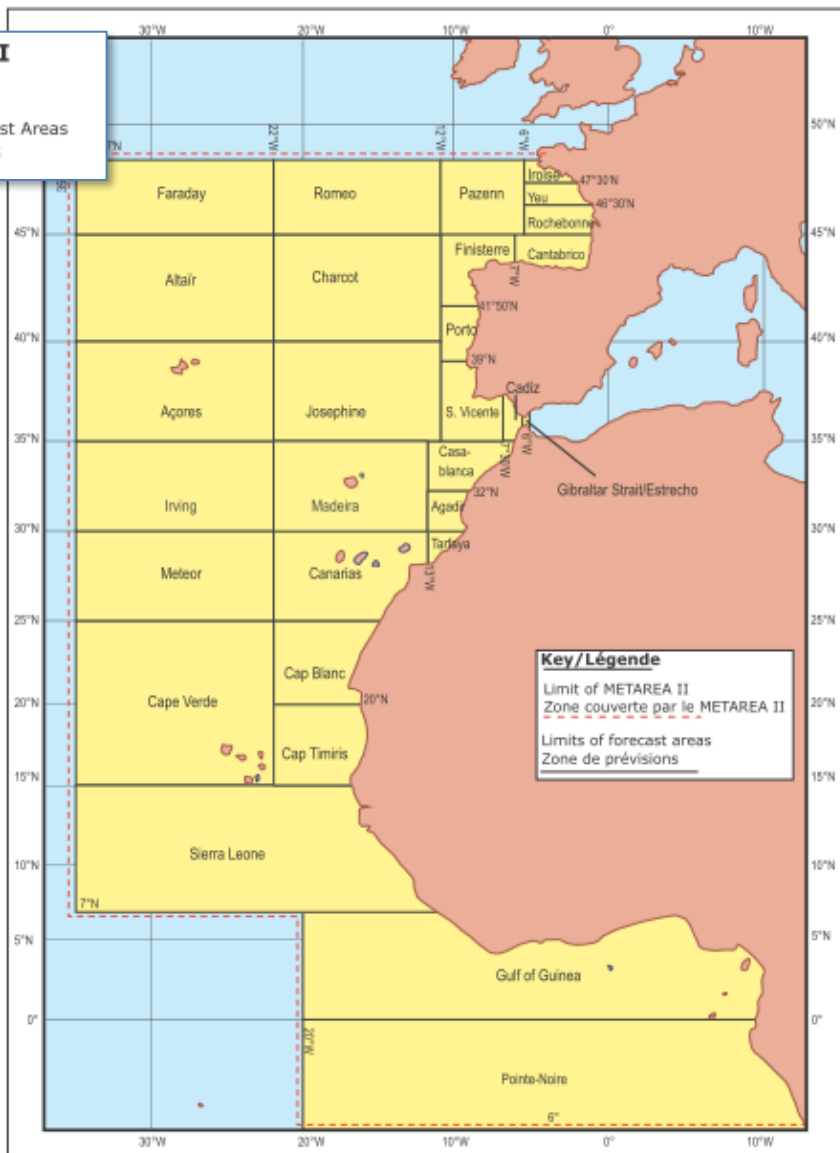 I
st Areas
30°W 20°W 10°W 0° 10°W
50°N 50°N
22°W 12°W 6°W
7°N
Faraday Romeo Pazenn Iroise 47°30'N
Yeu 46°30'N
Rochebonne
45°N 45°N
Finisterre Cantabrico
7°W
Altaïr Charcot
41°50'N
Porto
40°N 40°N
39°N
Cadiz
Açores Josephine S. Vicente
35°N 6°W 35°N
7°30'W
Casa-
blanca
32°N Gibraltar Strait/Estrecho
Irving Madeira Agadir
30°N 30°N
Tarfaya
Meteor Canarias 13°W
25°N 25°N
Cap Blanc
Key/Légende
Limit of METAREA II
Zone couverte par le METAREA II
Limits of forecast areas
Zone de prévisions
20°N 20°N 20°N
Cape Verde
Cap Timiris
15°N 15°N
Sierra Leone
10°N 10°N
7°N
5°N 5°N
Gulf of Guinea
0° 0°
20°W
Pointe-Noire
6°
30°W 20°W 10°W 0° 10°W